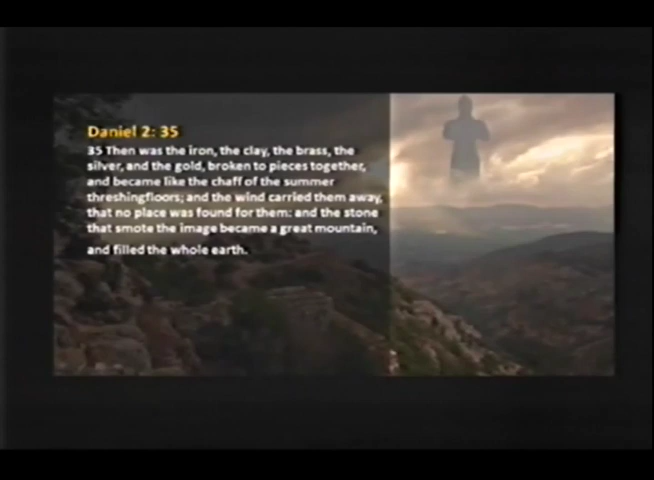 Daniel 2: 35
35 Then was the iron, the clay, the brass, the
silver, and the gold, broken to pieces together,
and became like the chaff of the summer
threshingfloors; and the wind carried them away,
that no place was found for them: and the stone
that smote the image became a great mountain,
and filled the whole earth.